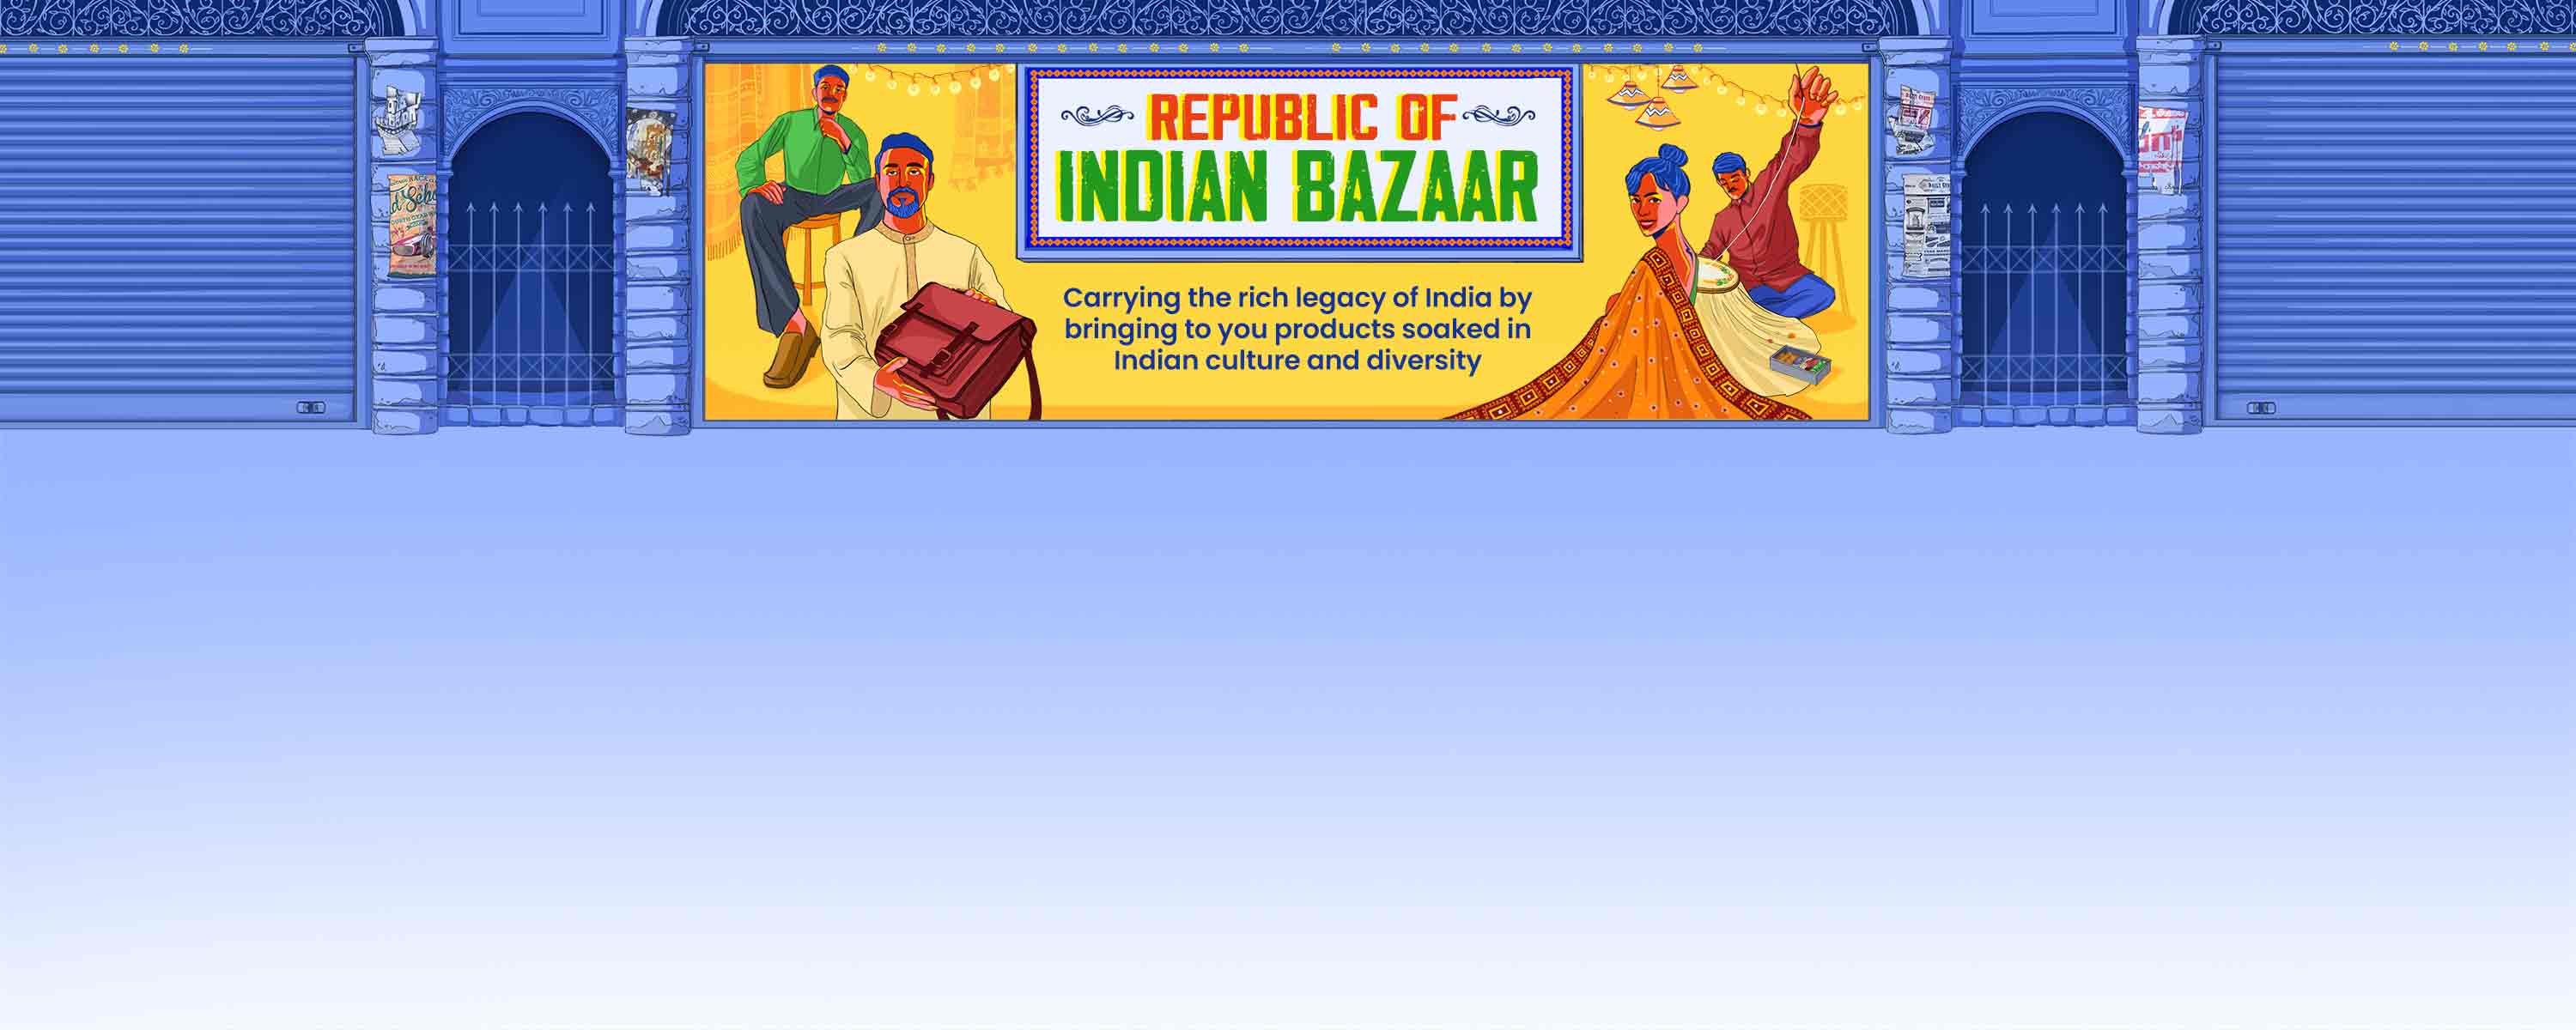 REPUBLIC OF
INDIAN BAZAAR
Carrying the rich legacy of India by
bringing to you products soaked in
Indian culture and diversity